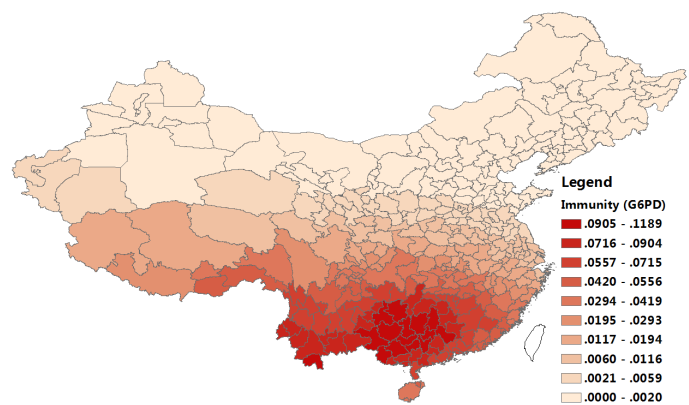 Legend
Immunity (G6PD)
.0905 - .1189
.0716 - .0904
.0557 - .0715
.0420 - .0556
.0294 - .0419
.0195 - .0293
.0117 - .0194
.0060 - .0116
.0021 - .0059
.0000 - .0020